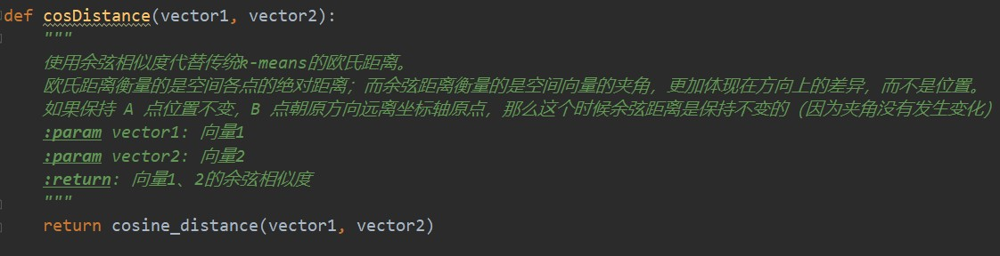 def cosDistance(vector1, vector2):
"""
使用余弦相似度代替传统k-means的欧氏距离。
欧氏距离衡量的是空间各点的绝对距离；而余弦距离衡量的是空间向量的夹角，更加体现在方向上的差异，而不是位置。
如果保持 A 点位置不变，B 点朝原方向远离坐标轴原点，那么这个时候余弦距离是保持不变的（因为夹角没有发生变化）
:param vector1: 向量1
:param vector2: 向量2
:return: 向量1、2的余弦相似度
"""
return cosine_distance(vector1, vector2)